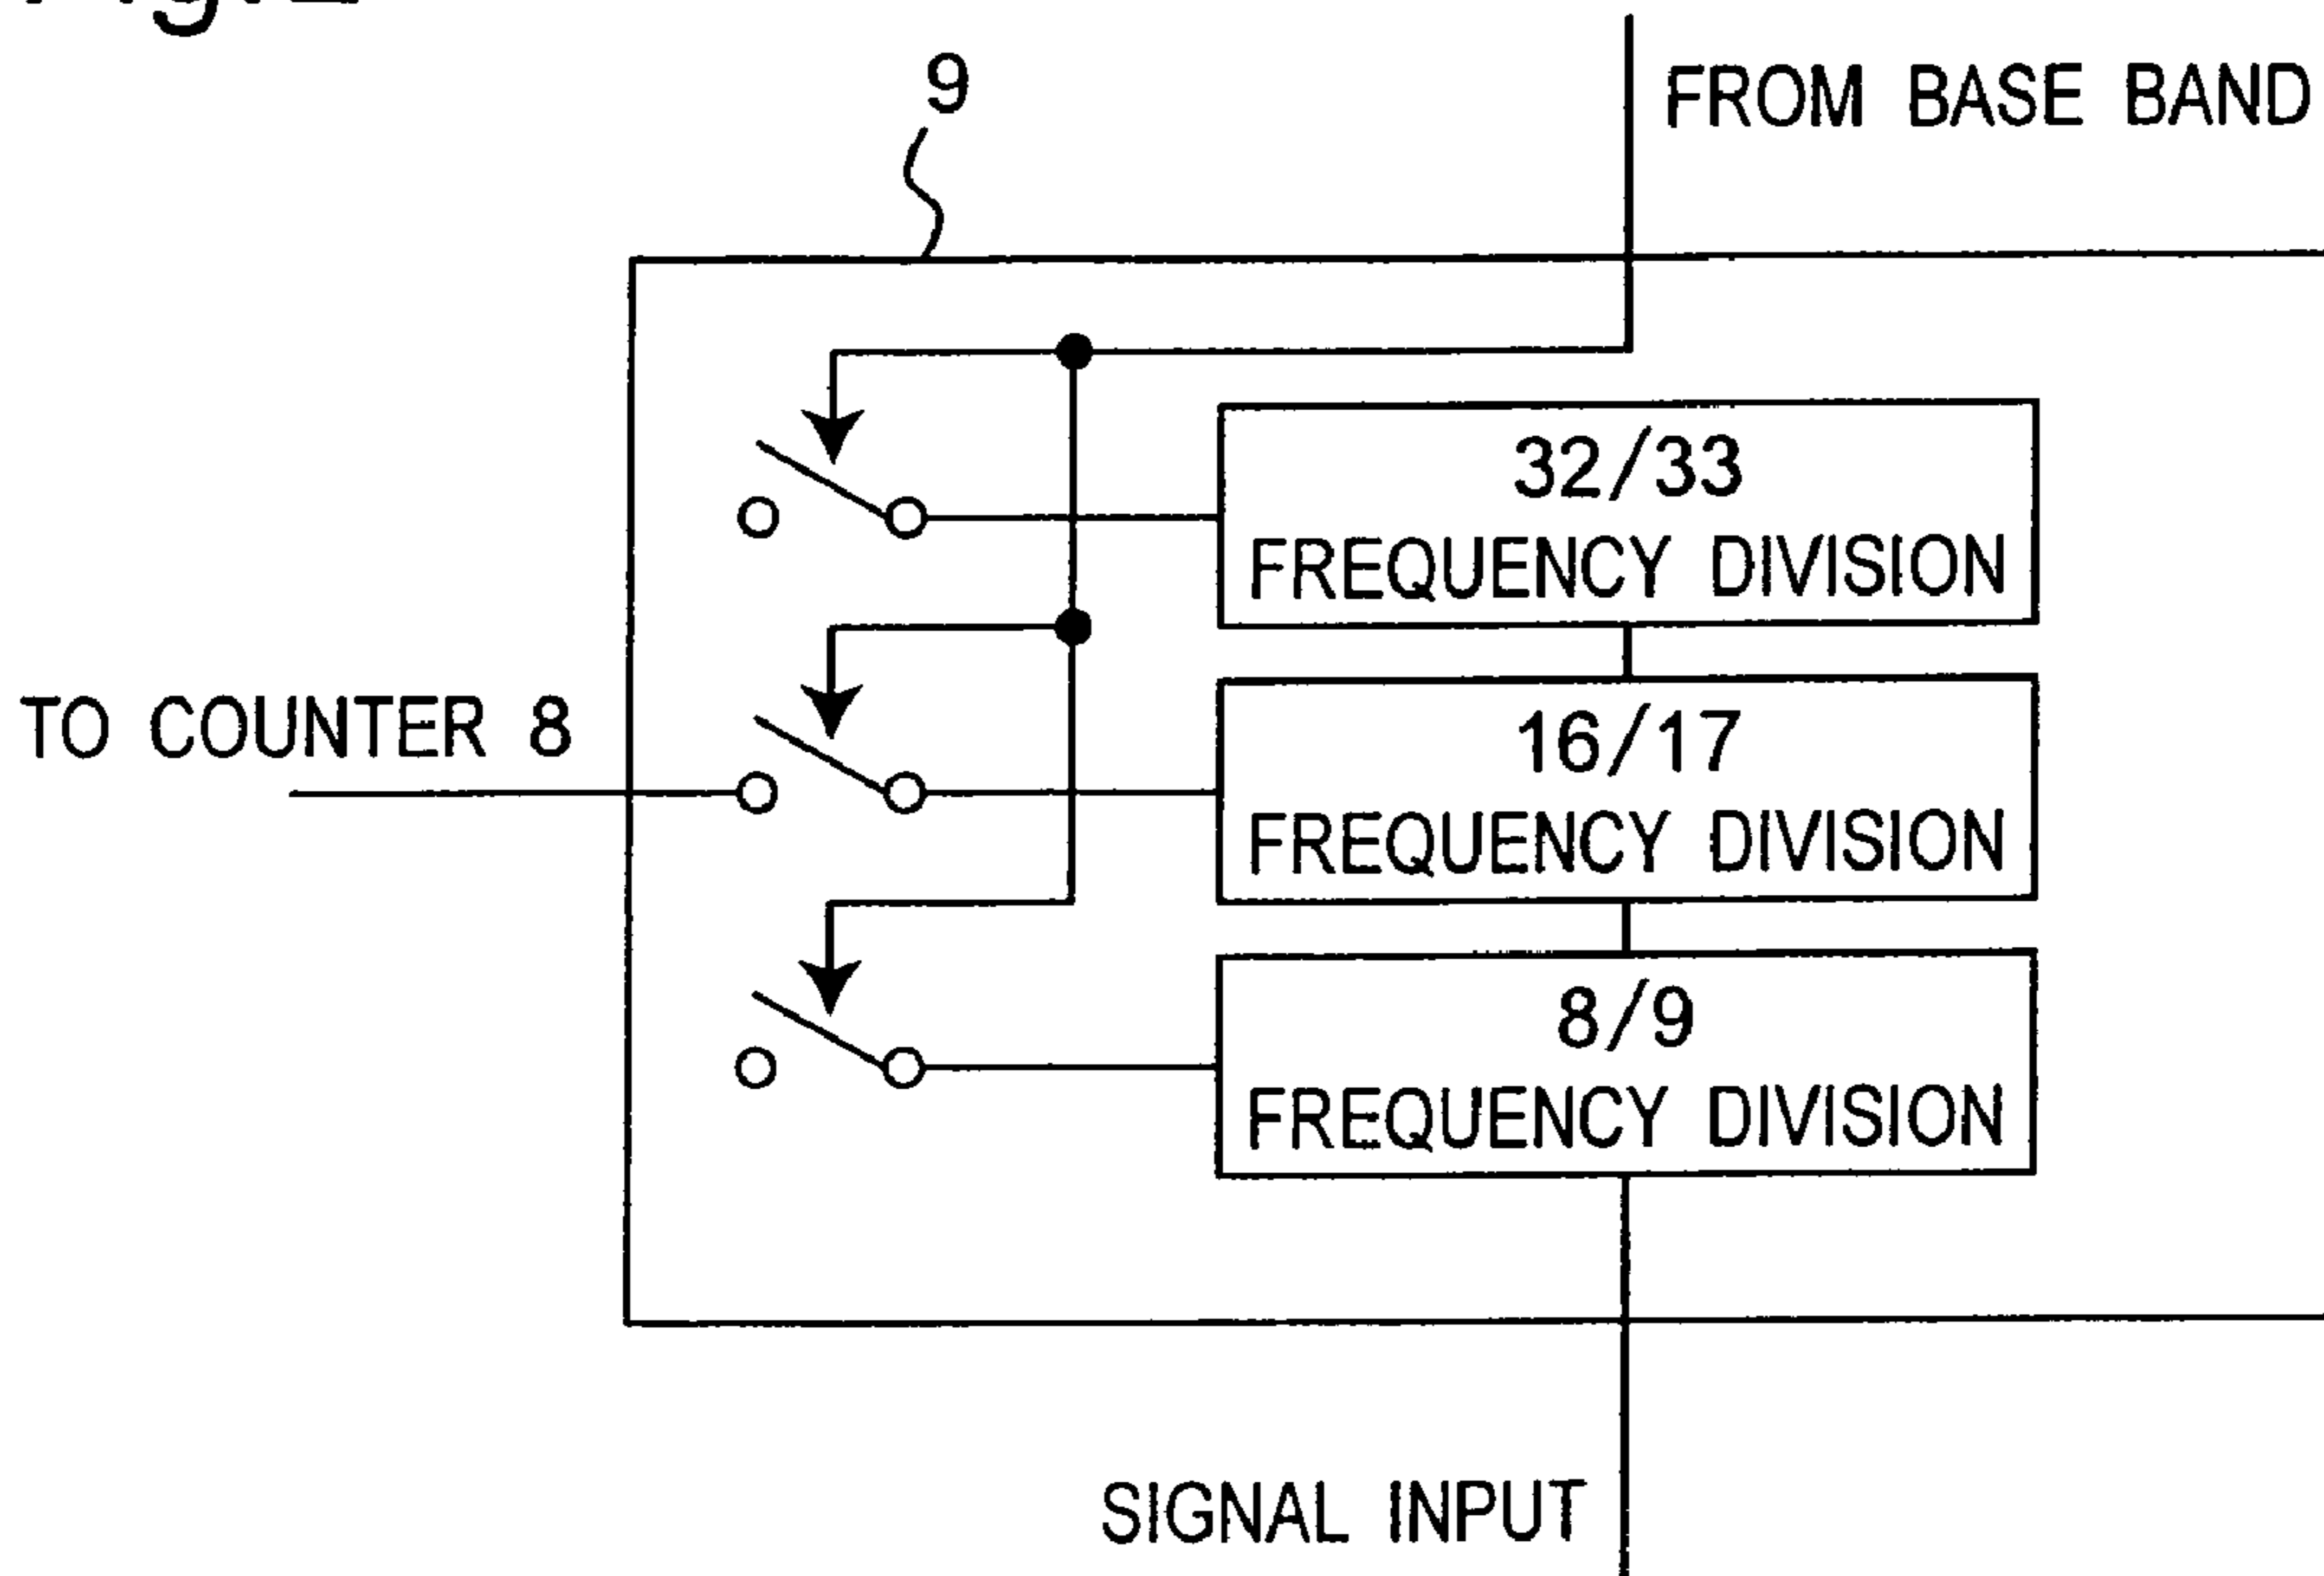 9
FROM BASE BAND
32/33
FREQUENCY DIVISION
TO COUNTER 8
16/17
FREQUENCY DIVISION
8/9
FREQUENCY DIVISION
SIGNAL INPUT